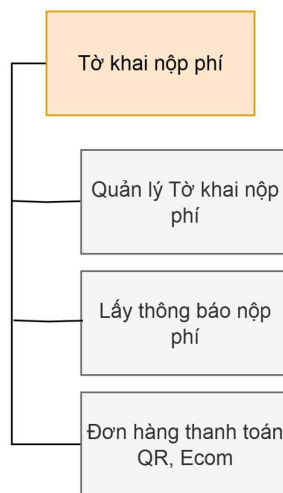 Tờ khai nộp phí
Quản lý Tờ khai nộp
phí
Lấy thông báo nộp
phí
Đơn hàng thanh toán
QR, Ecom